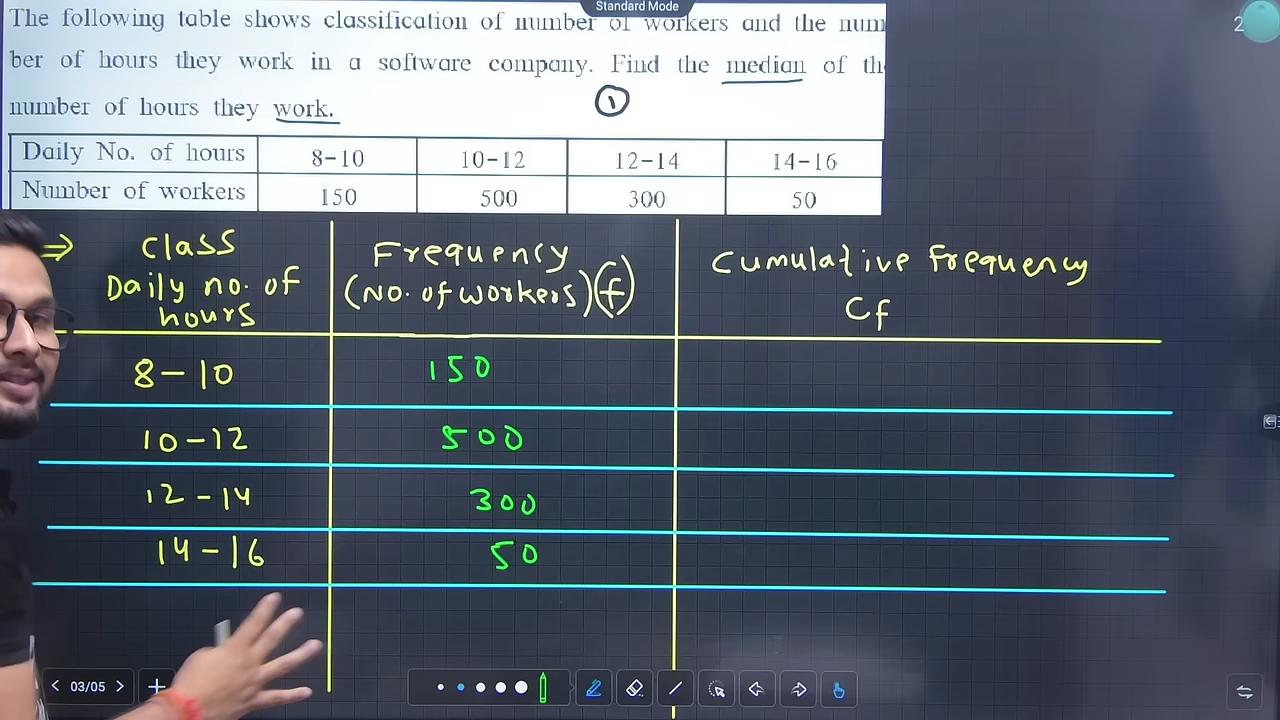 Standard Mode
The following table shows classification of number of workers and the num
ber of hours they work in a software company. Find the median of th
number of hours they work.
1
2
Daily No. of hours 8-10 10-12 12-14 14-16
Number of workers 150 500 300 50
⇒ Class Daily no. of hours
Frequency (No. of workers) (f)
Cumulative frequency Cf
8-10 150
10-12 500
12-14 300
14-16 50
03/05